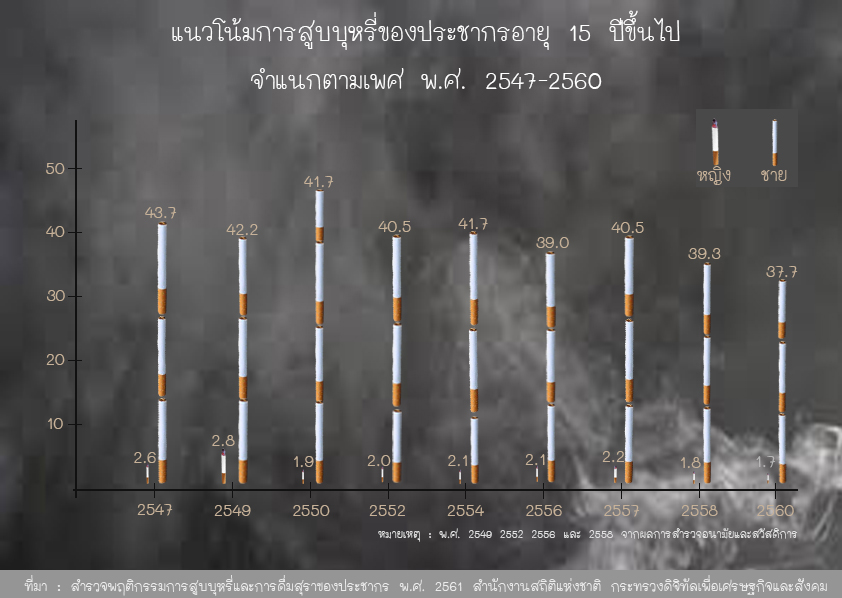 แนวโน้มการสูบบุหรี่ของประชากรอายุ 15 ปีขึ้นไป
จำแนกตามเพศ พ.ศ. 2547-2560
หญิง ชาย
50
40
30
20
10
43.7 42.2 41.7 40.5 41.7 39.0 40.5 39.3 37.7
2.6 2.8 1.9 2.0 2.1 2.1 2.2 1.8 1.7
2547 2549 2550 2552 2554 2556 2557 2558 2560
หมายเหตุ : พ.ศ. 2549 2552 2556 และ 2558 จากผลการสำรวจอนามัยและสวัสดิการ
ที่มา : สำรวจพฤติกรรมการสูบบุหรี่และการดื่มสุราของประชากร พ.ศ. 2561 สำนักงานสถิติแห่งชาติ กระทรวงดิจิทัลเพื่อเศรษฐกิจและสังคม